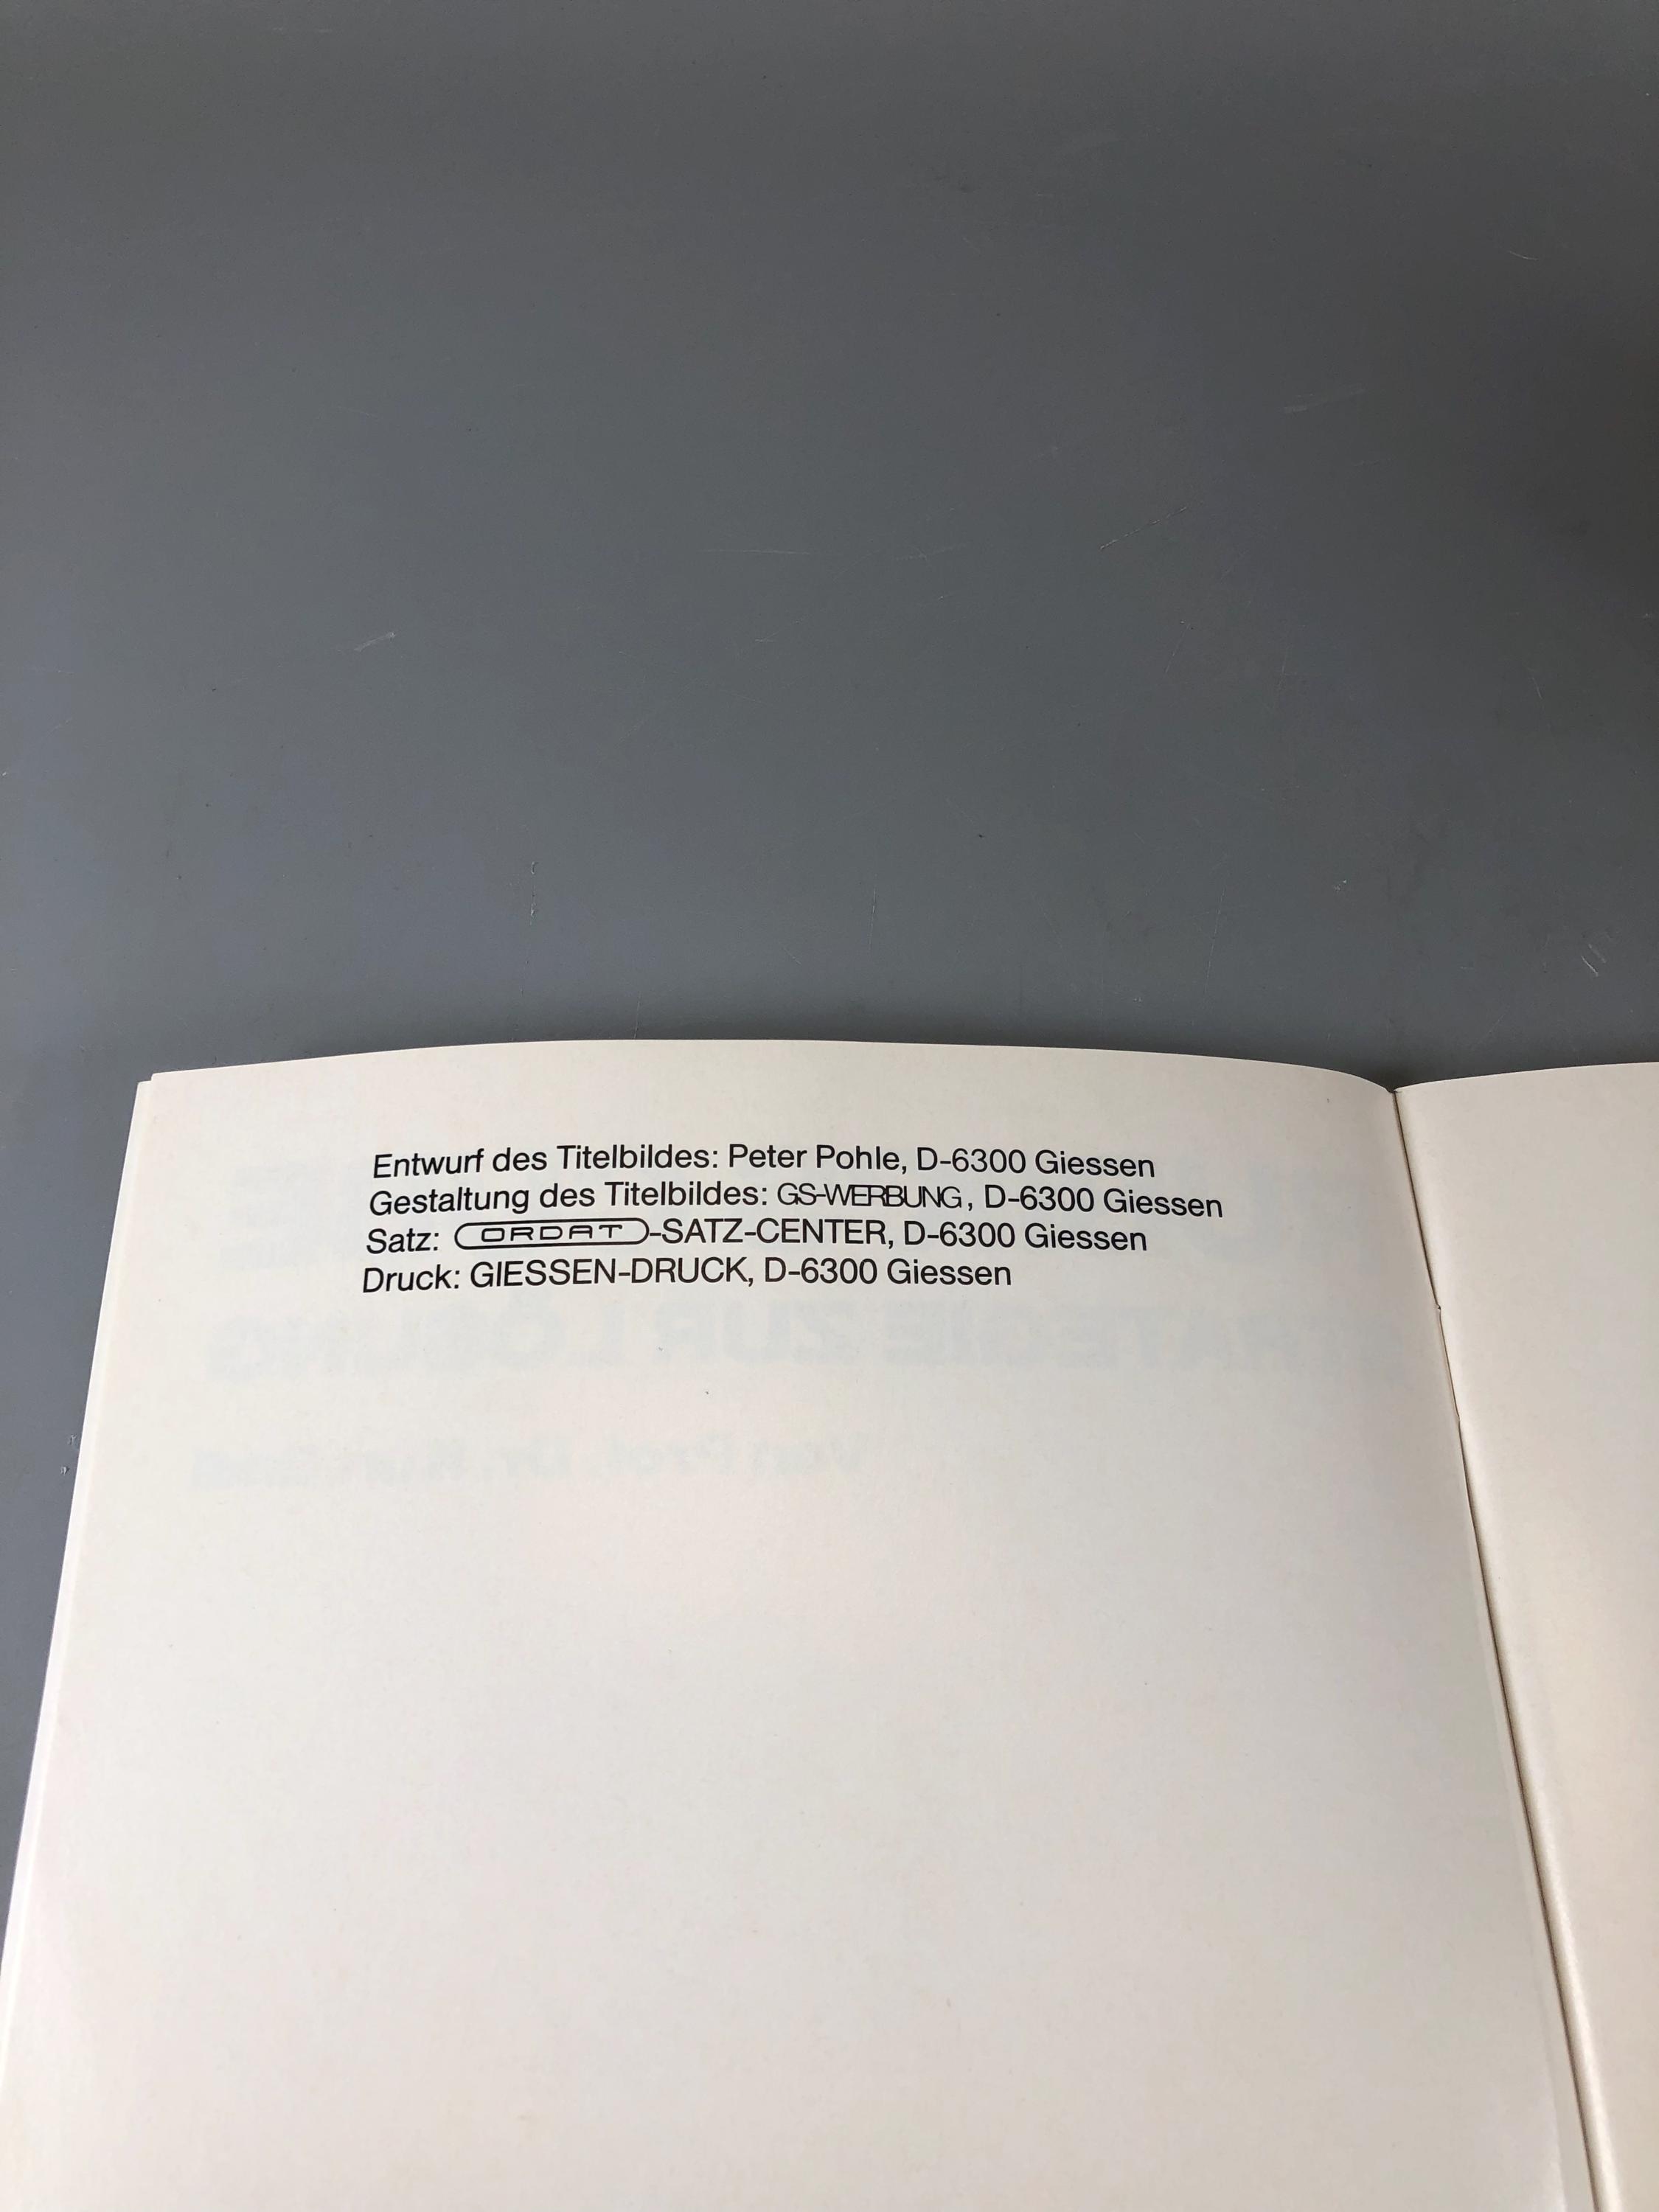 Entwurf des Titelbildes: Peter Pohle, D-6300 Giessen
Gestaltung des Titelbildes: GS-WERBUNG, D-6300 Giessen
Satz: ORDAT-SATZ-CENTER, D-6300 Giessen
Druck: GIESSEN-DRUCK, D-6300 Giessen